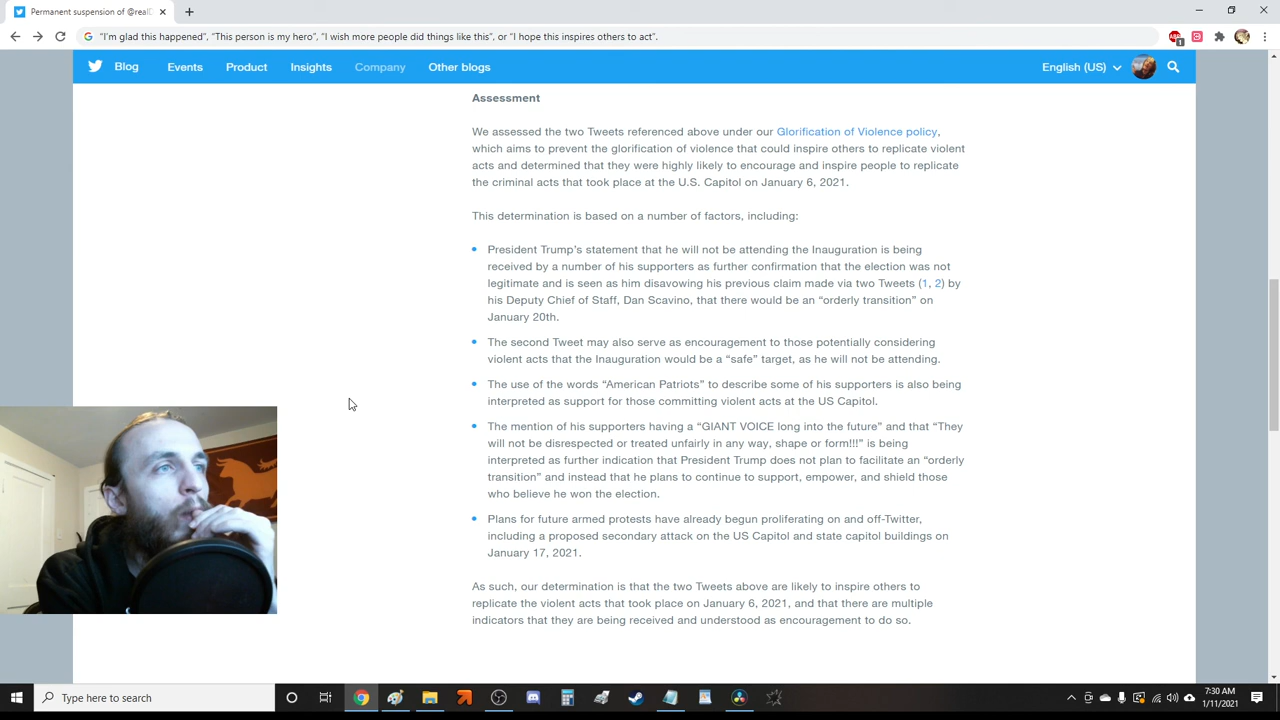 Permanent suspension of @realD
"I'm glad this happened", "This person is my hero", "I wish more people did things like this", or "I hope this inspires others to act".
1
Blog Events Product Insights Company Other blogs English (US)
Assessment
We assessed the two Tweets referenced above under our Glorification of Violence policy,
which aims to prevent the glorification of violence that could inspire others to replicate violent
acts and determined that they were highly likely to encourage and inspire people to replicate
the criminal acts that took place at the U.S. Capitol on January 6, 2021.
This determination is based on a number of factors, including:
President Trump's statement that he will not be attending the Inauguration is being
received by a number of his supporters as further confirmation that the election was not
legitimate and is seen as him disavowing his previous claim made via two Tweets (1, 2) by
his Deputy Chief of Staff, Dan Scavino, that there would be an "orderly transition" on
January 20th.
The second Tweet may also serve as encouragement to those potentially considering
violent acts that the Inauguration would be a "safe" target, as he will not be attending.
The use of the words "American Patriots" to describe some of his supporters is also being
interpreted as support for those committing violent acts at the US Capitol.
The mention of his supporters having a "GIANT VOICE long into the future" and that "They
will not be disrespected or treated unfairly in any way, shape or form!!!" is being
interpreted as further indication that President Trump does not plan to facilitate an "orderly
transition" and instead that he plans to continue to support, empower, and shield those
who believe he won the election.
Plans for future armed protests have already begun proliferating on and off-Twitter,
including a proposed secondary attack on the US Capitol and state capitol buildings on
January 17, 2021.
As such, our determination is that the two Tweets above are likely to inspire others to
replicate the violent acts that took place on January 6, 2021, and that there are multiple
indicators that they are being received and understood as encouragement to do so.
Type here to search
7:30 AM
1/11/2021